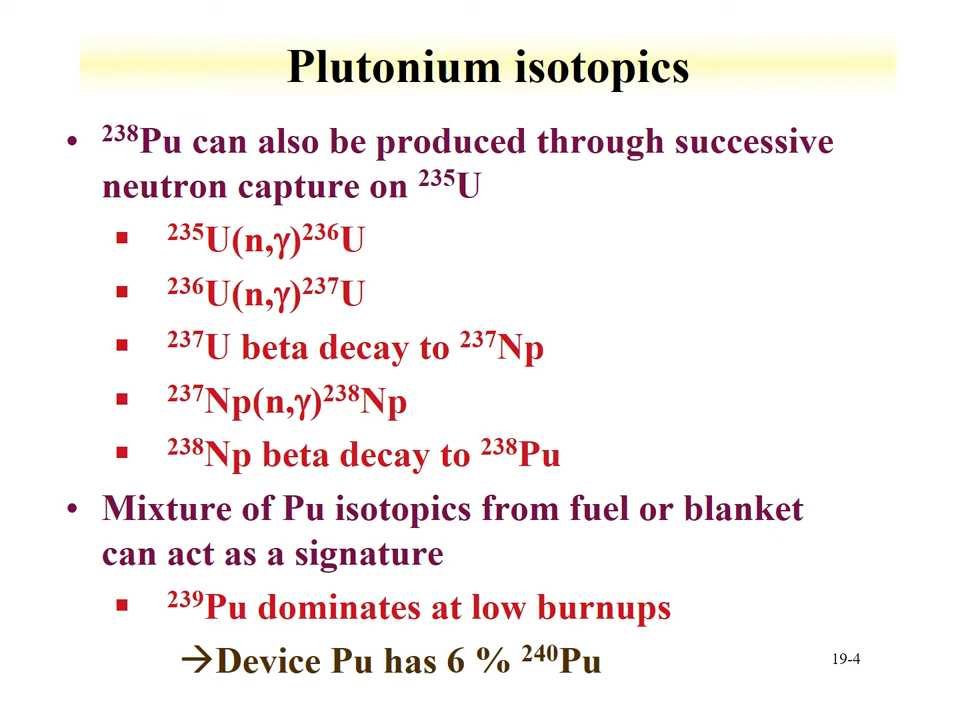 Plutonium isotopics
• ²³⁸Pu can also be produced through successive
neutron capture on ²³⁵U
▪ ²³⁵U(n,γ)²³⁶U
▪ ²³⁶U(n,γ)²³⁷U
▪ ²³⁷U beta decay to ²³⁷Np
▪ ²³⁷Np(n,γ)²³⁸Np
▪ ²³⁸Np beta decay to ²³⁸Pu
• Mixture of Pu isotopics from fuel or blanket
can act as a signature
▪ ²³⁹Pu dominates at low burnups
→Device Pu has 6 % ²⁴⁰Pu
19-4